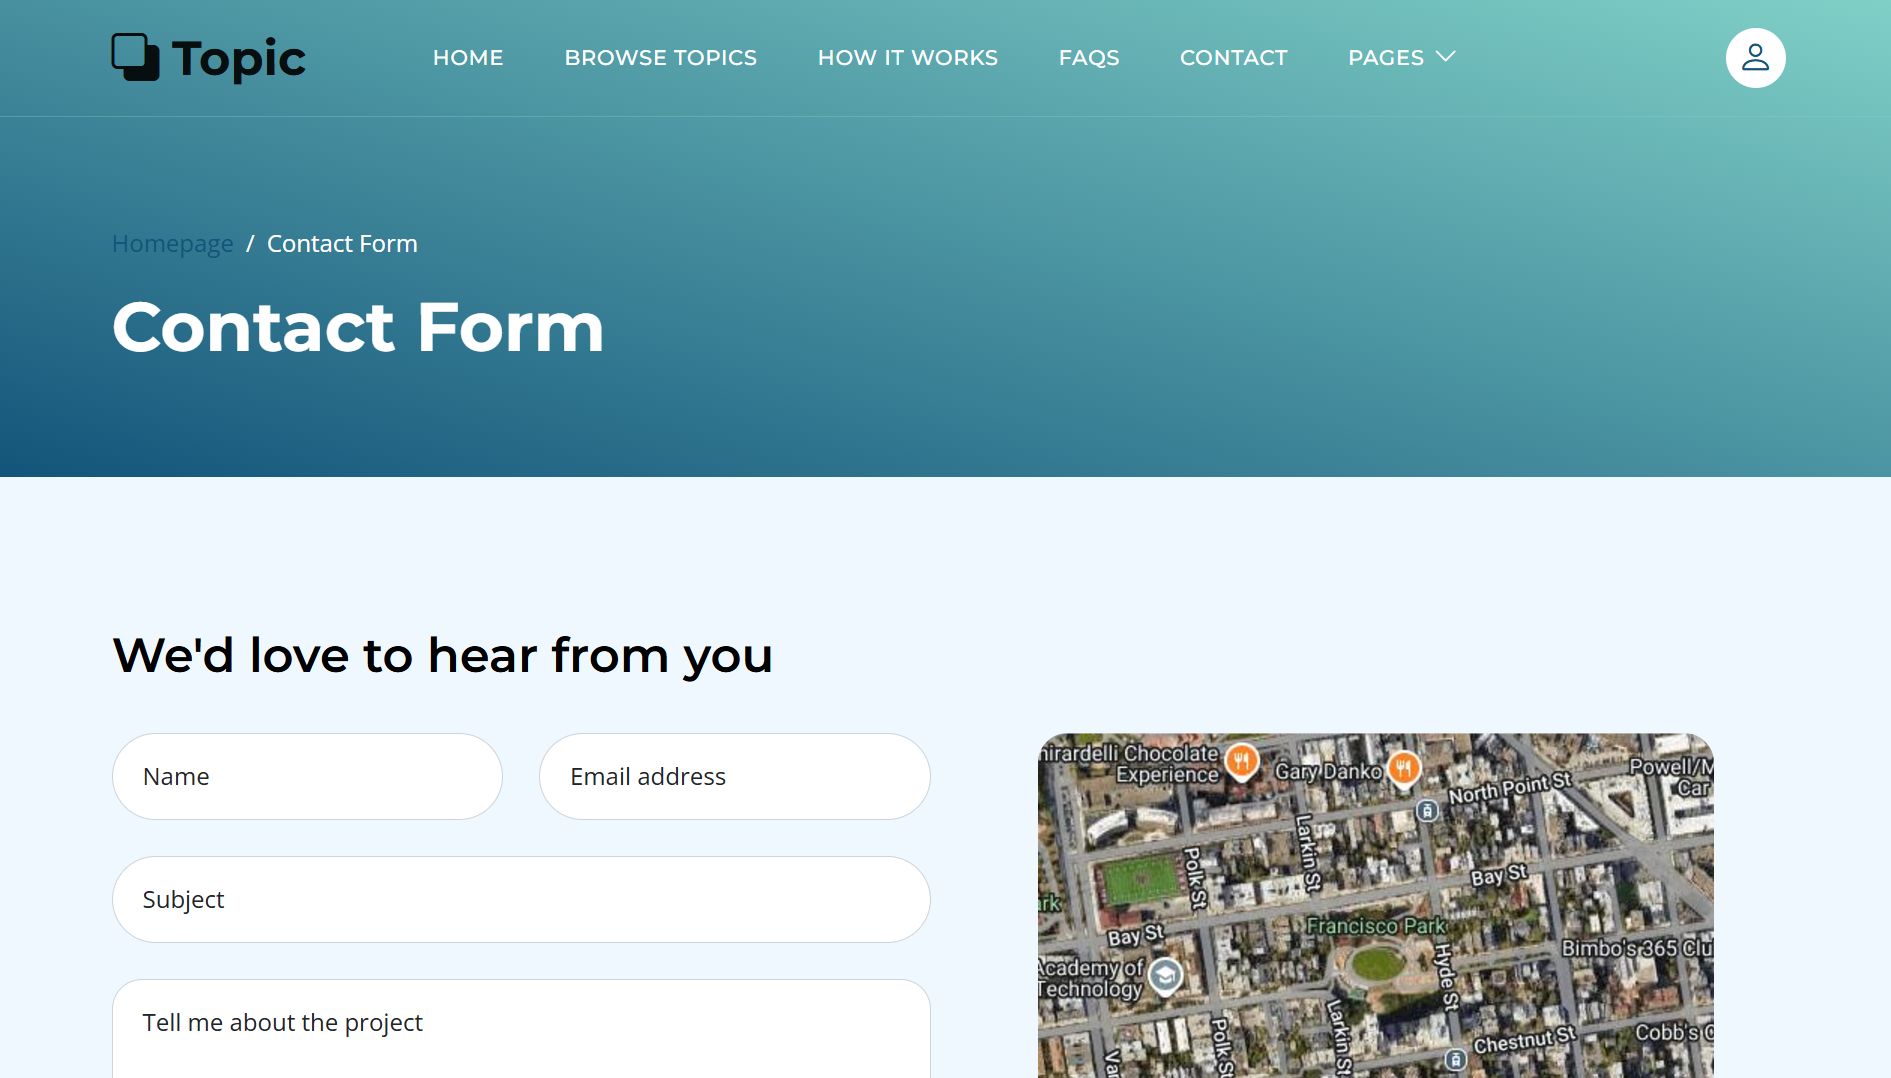 Topic
HOME
BROWSE TOPICS
HOW IT WORKS
FAQS
CONTACT
PAGES
Homepage / Contact Form
Contact Form
We'd love to hear from you
Name
Email address
Subject
Tell me about the project
hirardelli Chocolate
Experience
Gary Danko
North Point St
Powell/M
Car
Larkin St
Polk St
Bay St
ark
Francisco Park
Bay St
Bimbo's 365 Clu
Hyde St
Academy of
Technology
Larkin St
Polk St
Chestnut St
Cobb's C
Van